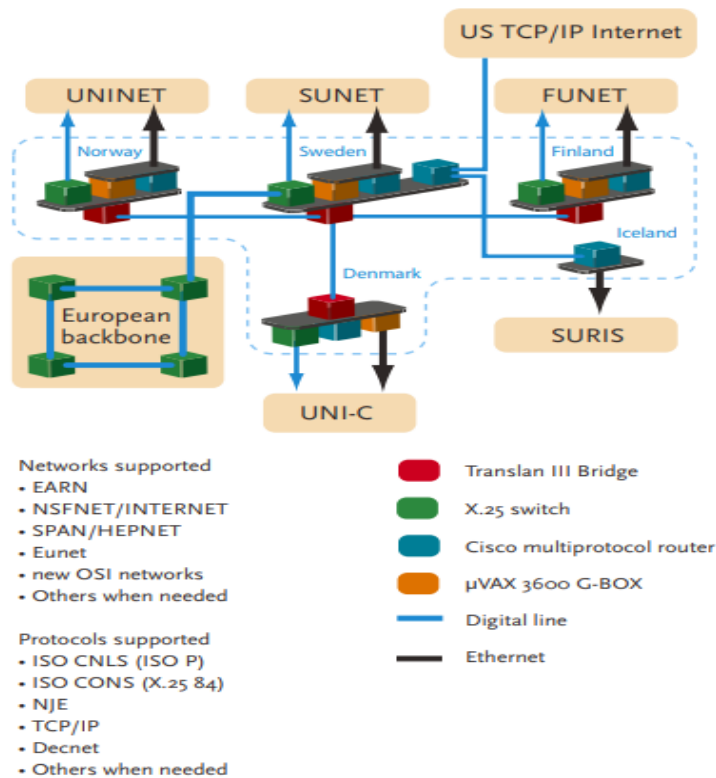 US TCP/IP Internet
UNINET
SUNET
FUNET
Norway
Sweden
Finland
Iceland
Denmark
European
backbone
SURIS
UNI-C
Networks supported
• EARN
• NSFNET/INTERNET
• SPAN/HEPNET
• Eunet
• new OSI networks
• Others when needed
Protocols supported
• ISO CNLS (ISO P)
• ISO CONS (X.25 84)
• NJE
• TCP/IP
• Decnet
• Others when needed
Translan III Bridge
X.25 switch
Cisco multiprotocol router
µVAX 3600 G-BOX
Digital line
Ethernet